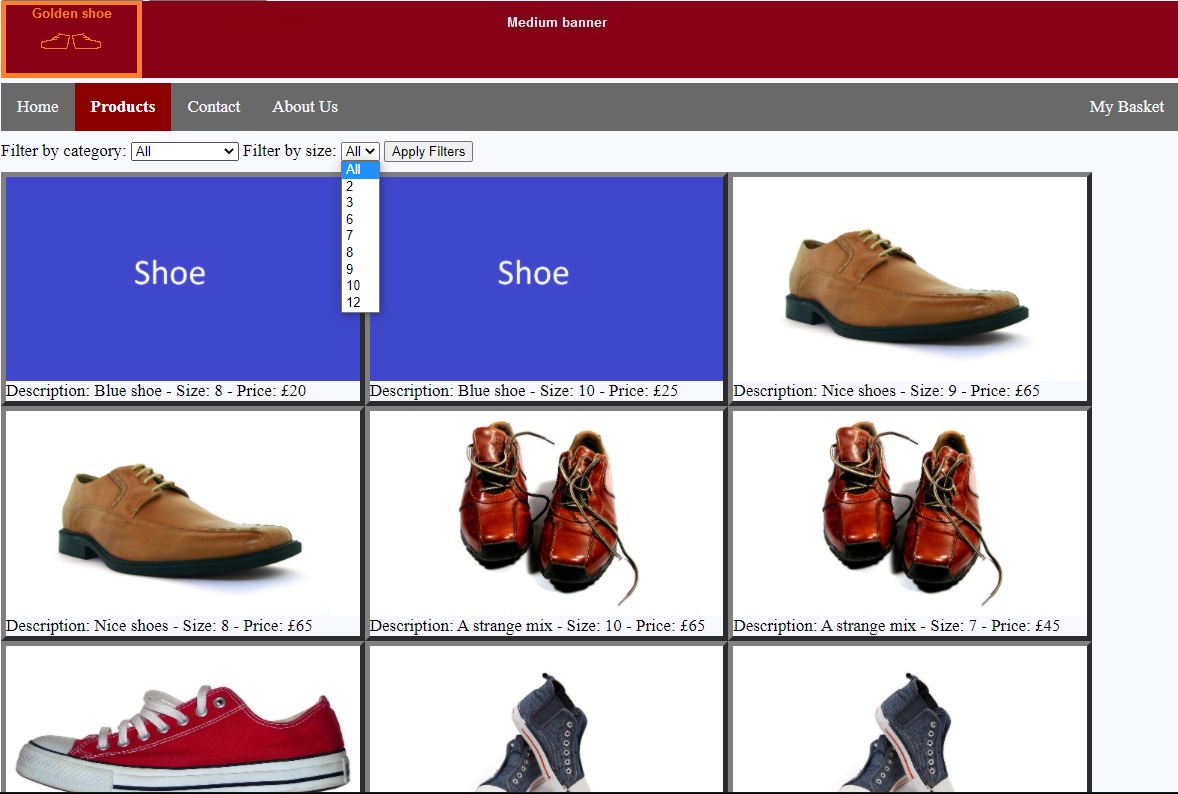 Golden shoe
Medium banner
Home Products Contact About Us My Basket
Filter by category: All Filter by size: All Apply Filters
All
2
3
6
7
8
9
10
12
Shoe Shoe
Description: Blue shoe - Size: 8 - Price: £20
Description: Blue shoe - Size: 10 - Price: £25
Description: Nice shoes - Size: 9 - Price: £65
Description: Nice shoes - Size: 8 - Price: £65
Description: A strange mix - Size: 10 - Price: £65
Description: A strange mix - Size: 7 - Price: £45